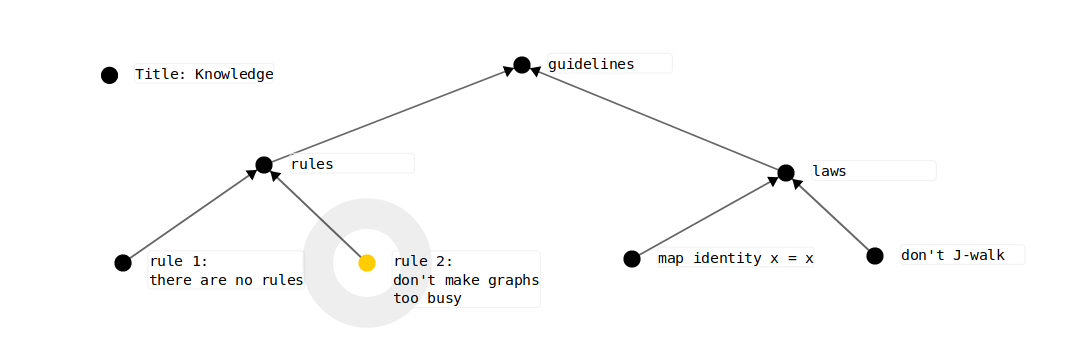 Title: Knowledge
guidelines
rules
laws
rule 1:
there are no rules
rule 2:
don't make graphs
too busy
map identity x = x
don't J-walk